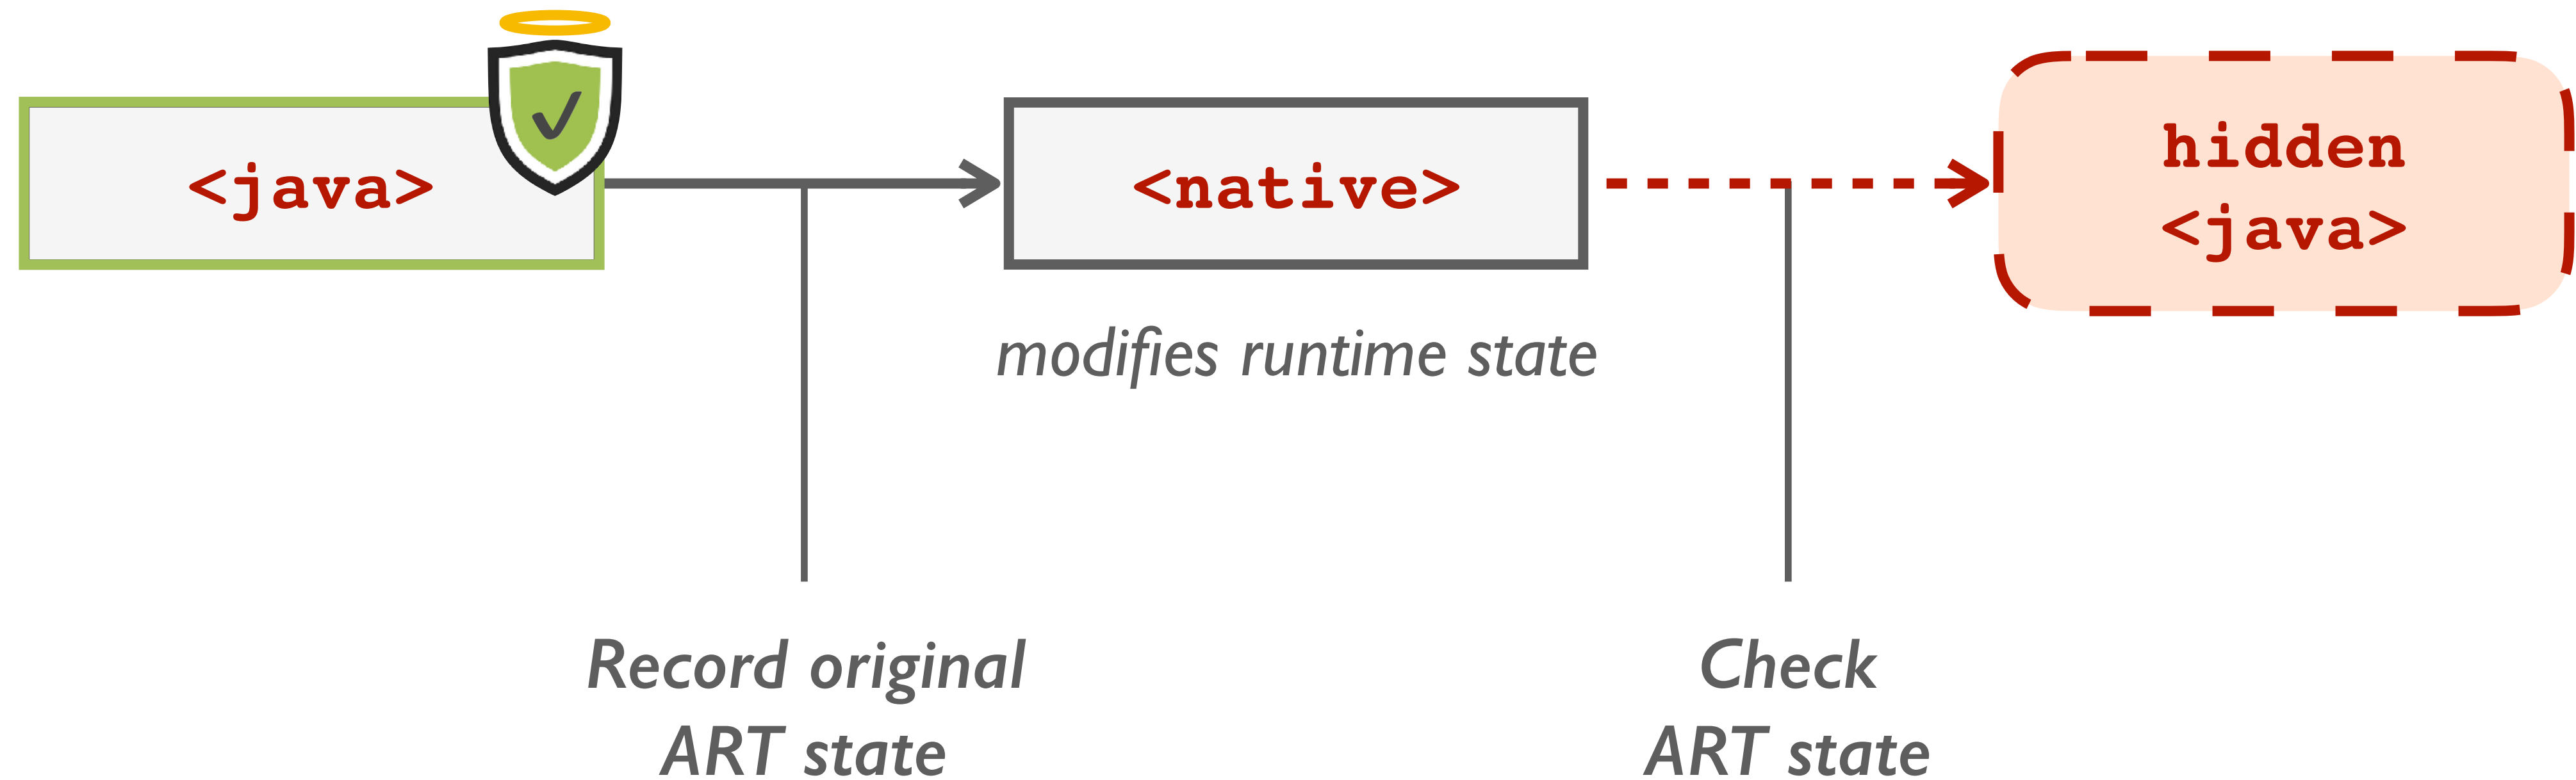 <java>
<native>
hidden
<java>
modifies runtime state
Record original
ART state
Check
ART state